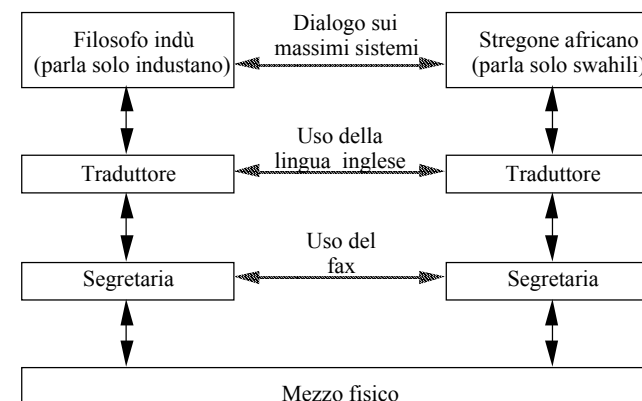 Filosofo indù
(parla solo industano)
Dialogo sui
massimi sistemi
Stregone africano
(parla solo swahili)
Traduttore
Uso della
lingua inglese
Traduttore
Segretaria
Uso del
fax
Segretaria
Mezzo fisico